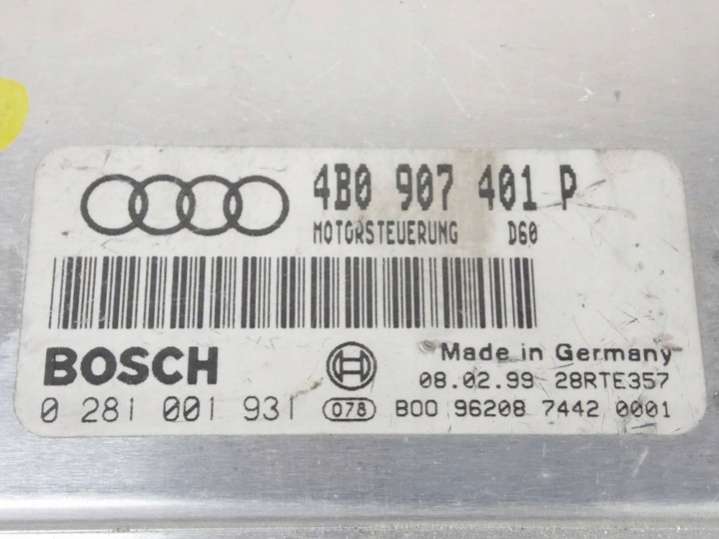 4B0 907 401 P
MOTORSTEUERUNG D60
BOSCH
Made in Germany
08.02.99 28RTE357
0 281 001 931 078 B00 96208 7442 0001